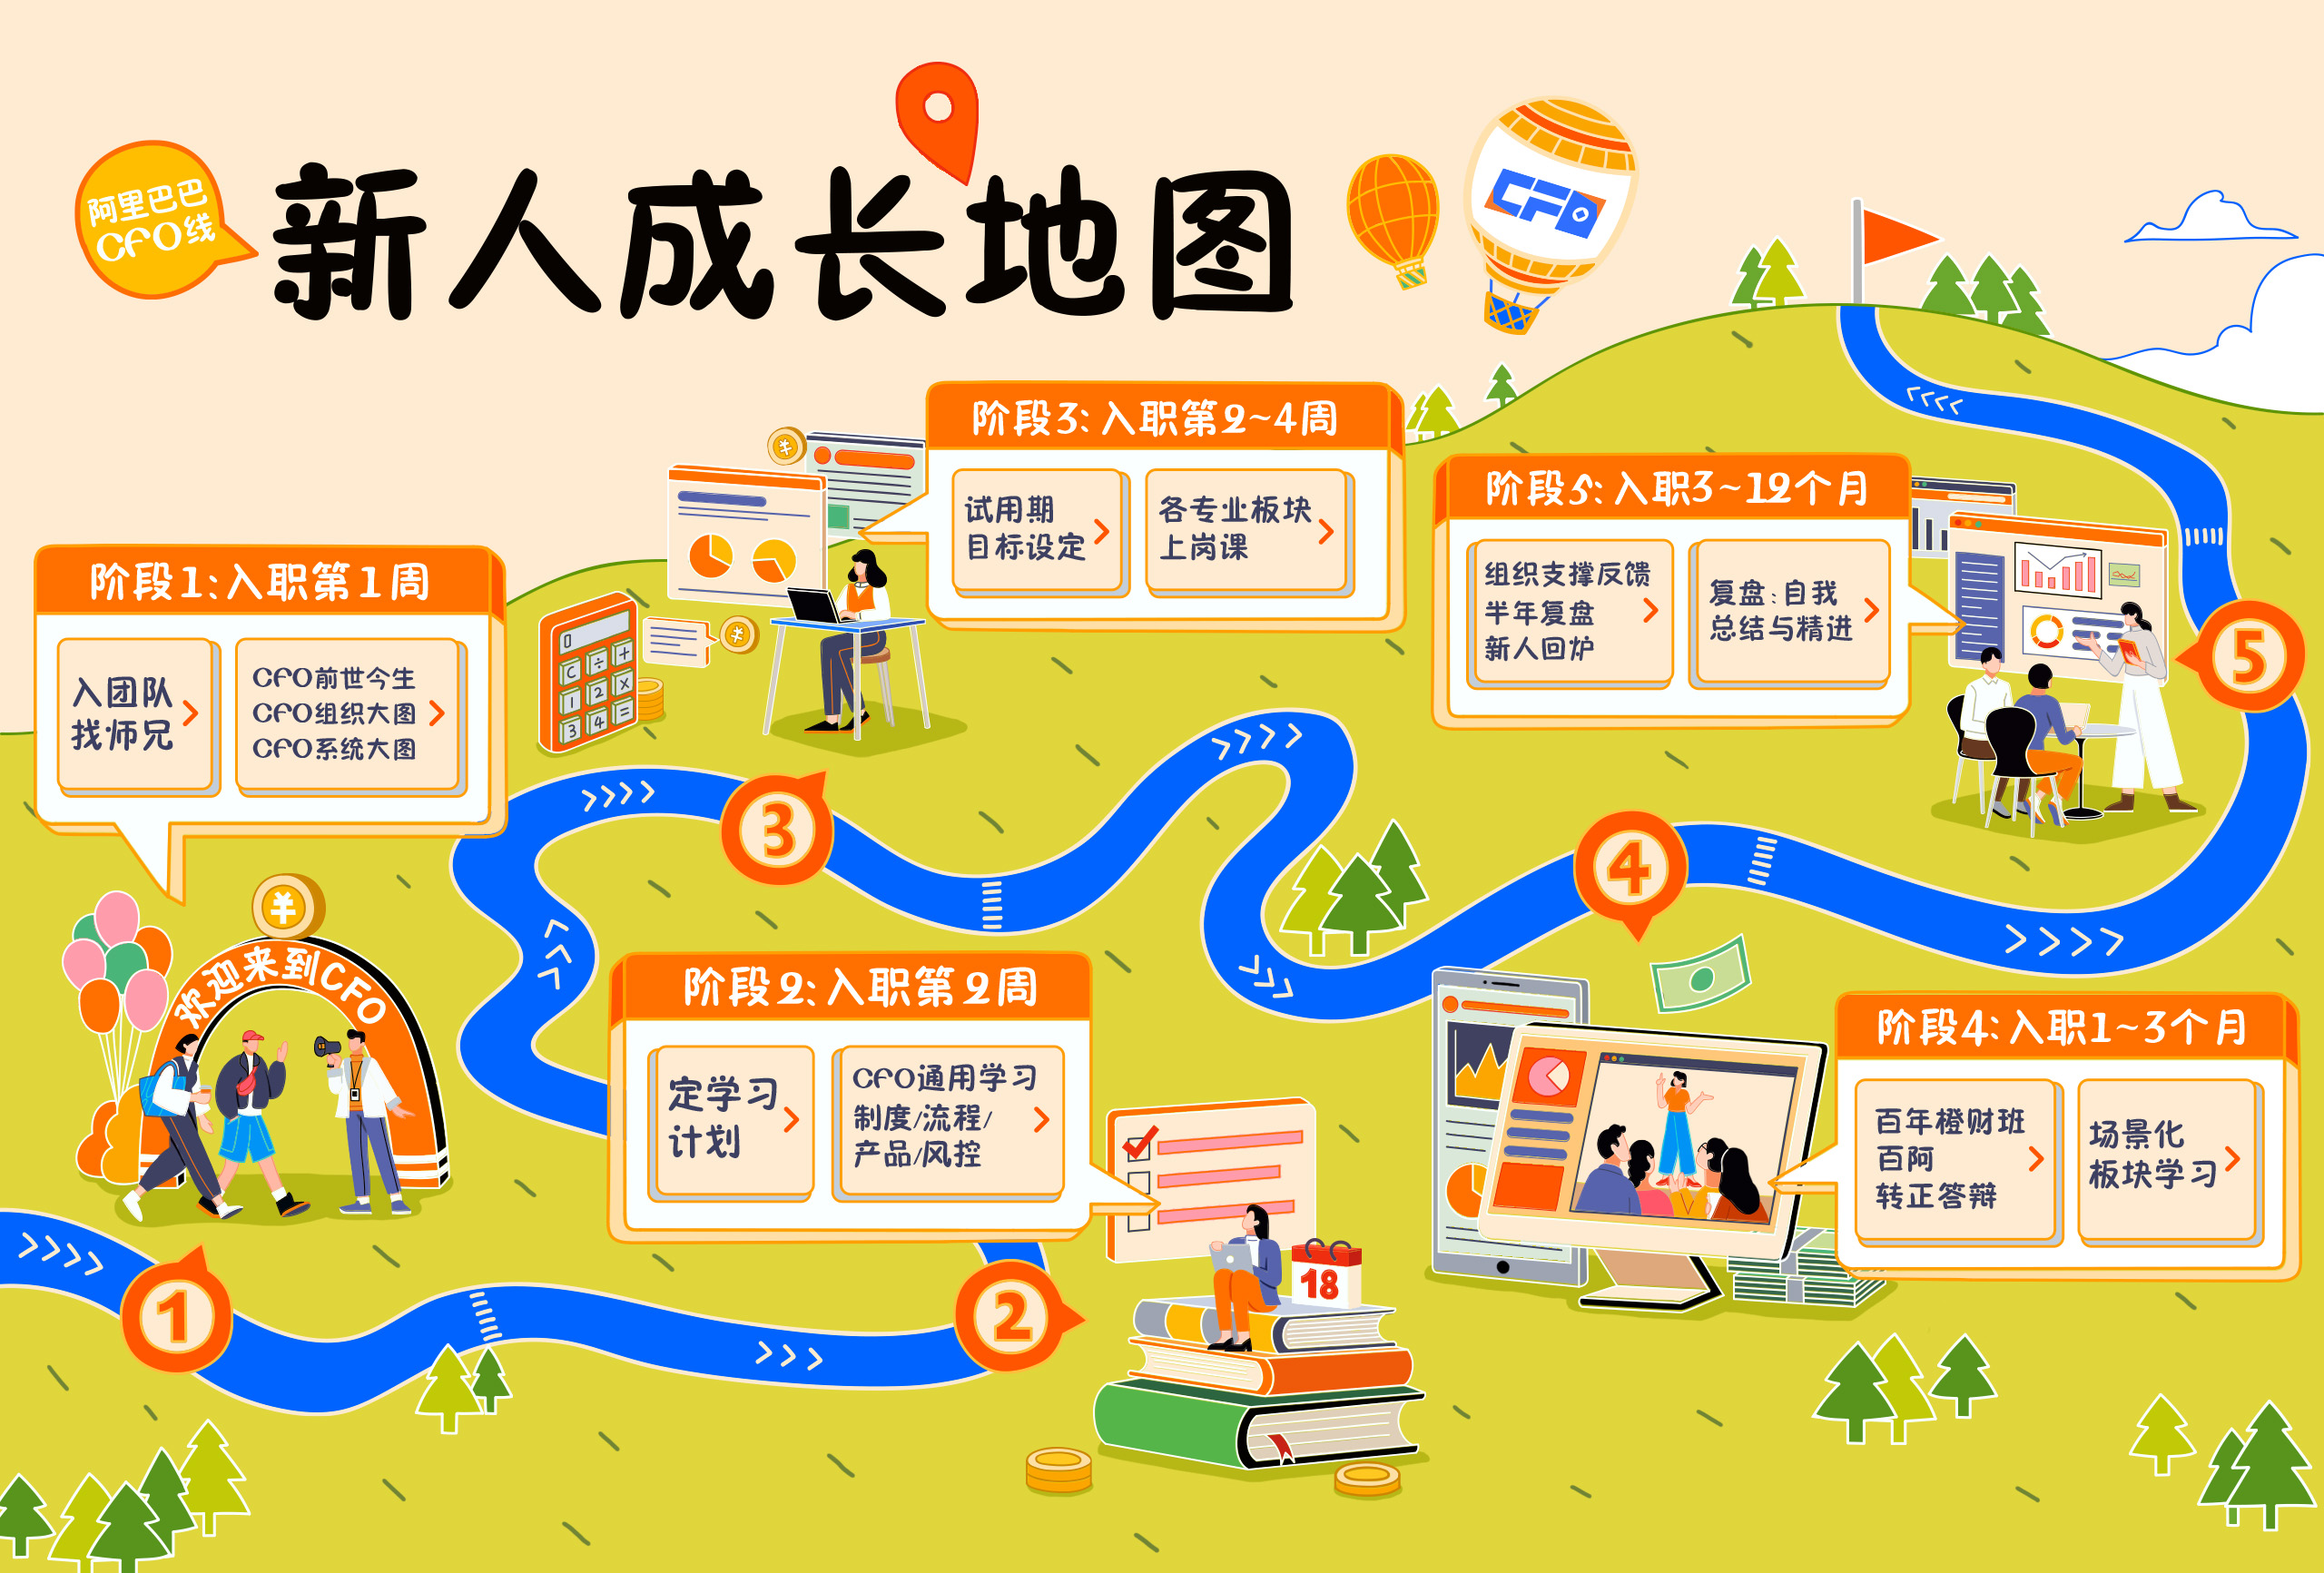 阿里巴巴
CFO线
新人成长地图
CFO
阶段1:入职第1周
入团队
找师兄
CFO前世今生
CFO组织大图
CFO系统大图
欢迎来到CFO
¥
1
阶段2:入职第2周
定学习
计划
CFO通用学习
制度/流程/
产品/风控
18
2
阶段3:入职第2~4周
试用期
目标设定
各专业板块
上岗课
¥
¥
0
C ÷ +
1 2 X
3 4 =
3
阶段4:入职1~3个月
百年橙财班
百阿
转正答辩
场景化
板块学习
4
阶段5:入职3~12个月
组织支撑反馈
半年复盘
新人回炉
复盘:自我
总结与精进
5